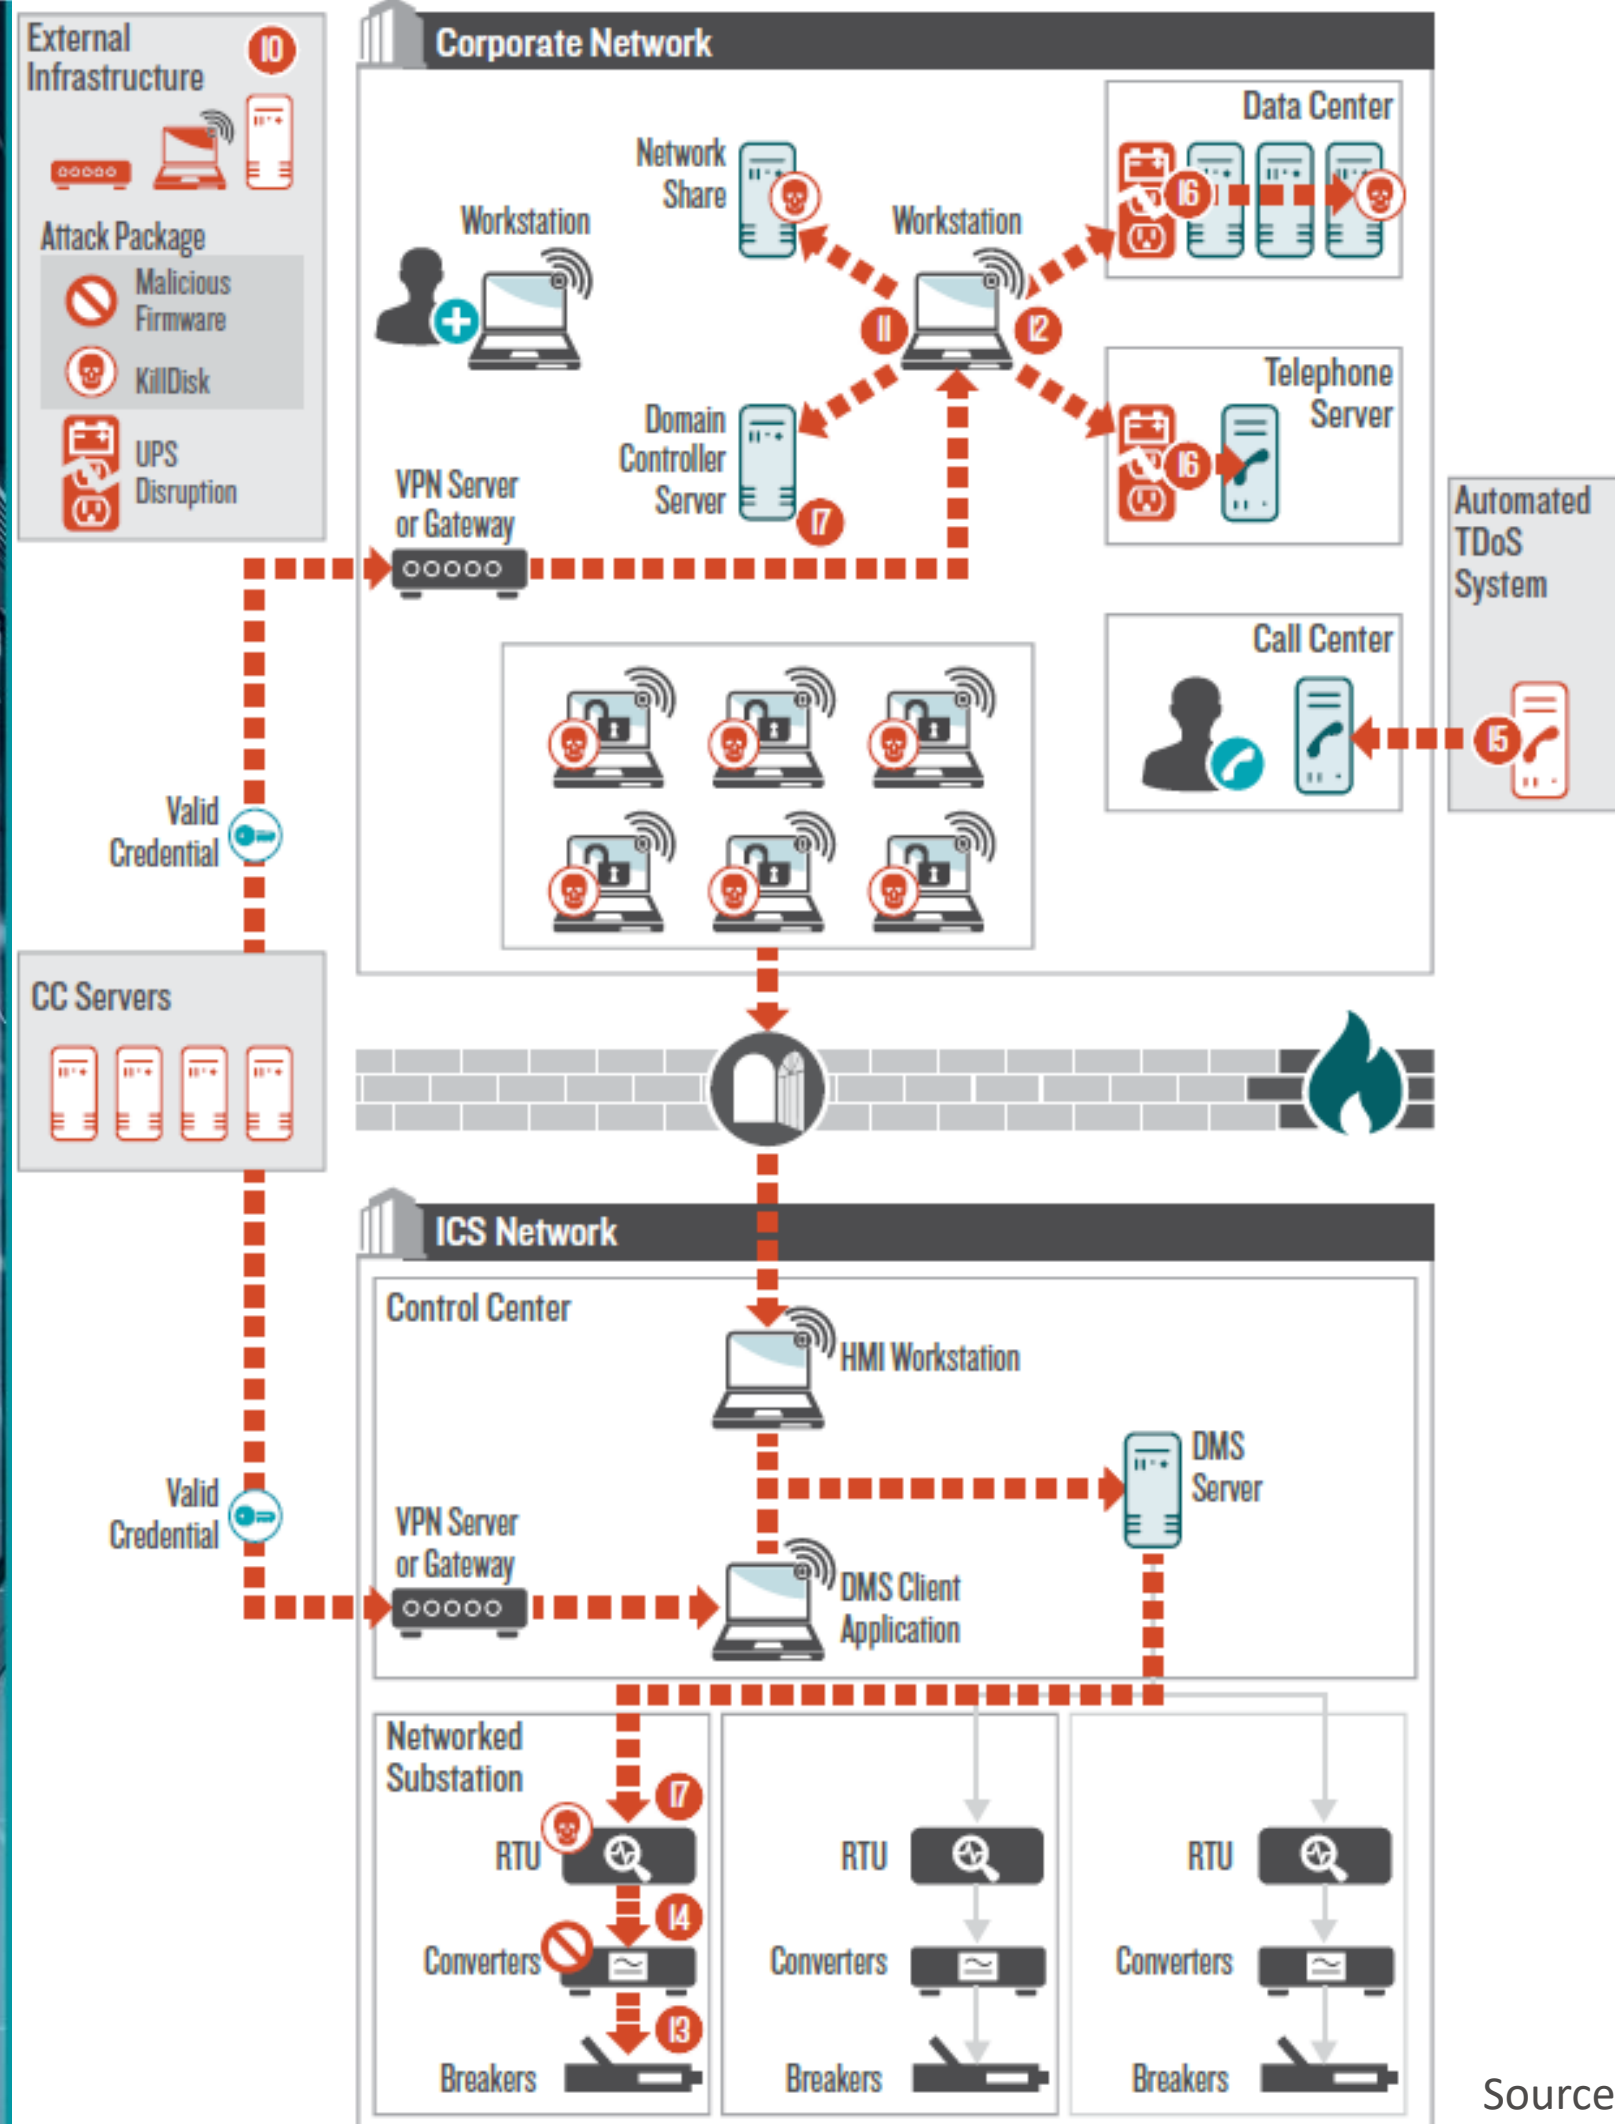 External
Infrastructure
10
Attack Package
Malicious
Firmware
KillDisk
UPS
Disruption
Corporate Network
Data Center
Network
Share
16
Workstation
Workstation
11
12
Telephone
Server
Domain
Controller
Server
16
17
VPN Server
or Gateway
Automated
TDoS
System
Call Center
15
Valid
Credential
CC Servers
ICS Network
Control Center
HMI Workstation
DMS
Server
Valid
Credential
VPN Server
or Gateway
DMS Client
Application
Networked
Substation
17
RTU
RTU
RTU
14
Converters
Converters
Converters
13
Breakers
Breakers
Breakers
Source